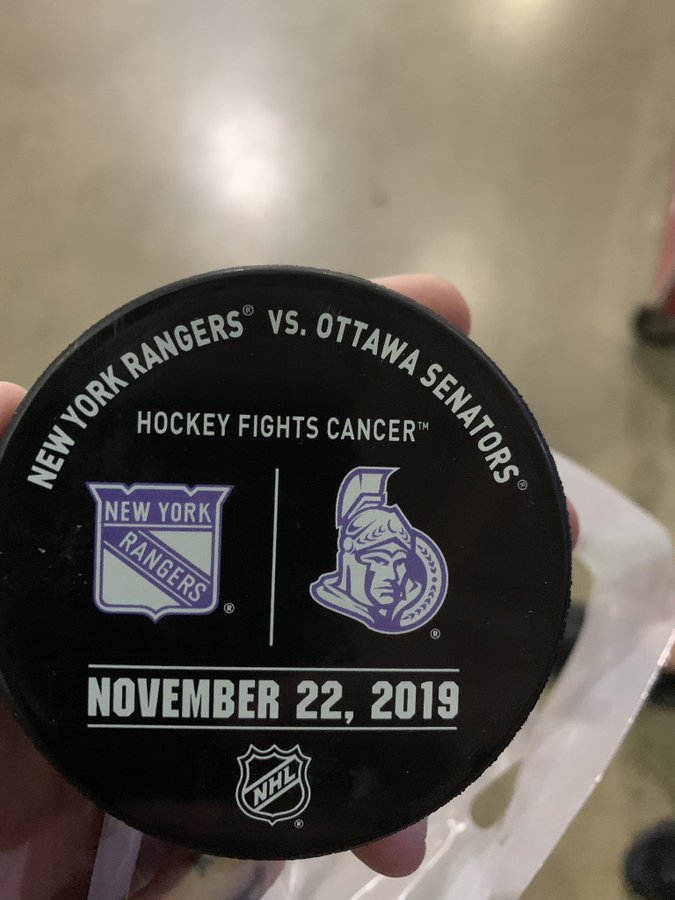 NEW YORK RANGERS® VS. OTTAWA SENATORS®
HOCKEY FIGHTS CANCER™
NEW YORK
RANGERS
®
®
NOVEMBER 22, 2019
NHL
®